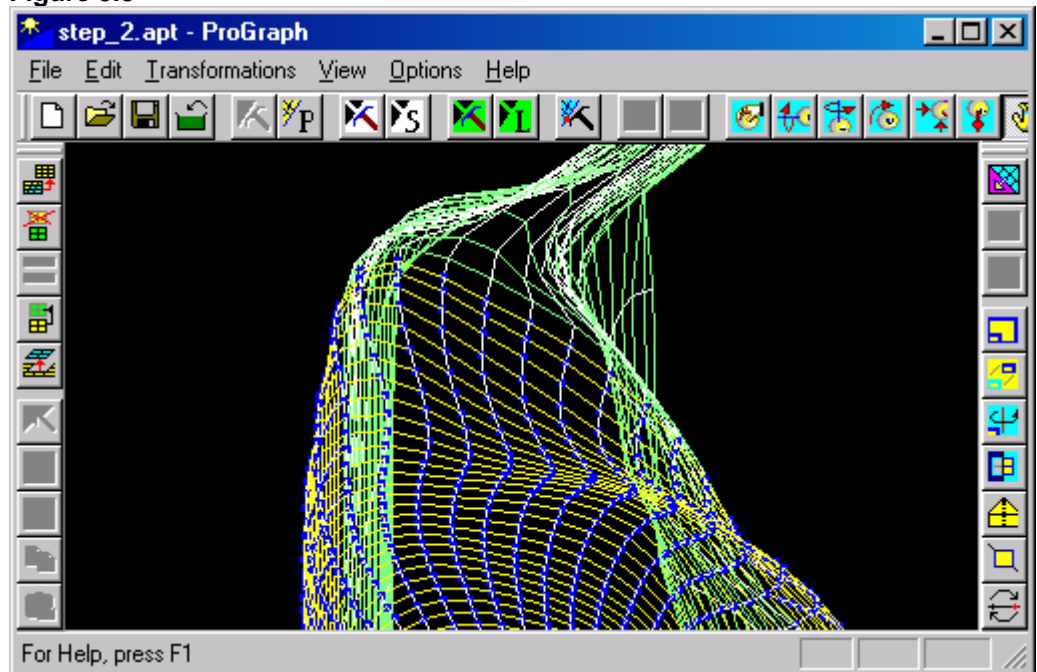 step_2.apt - ProGraph
File Edit Transformations View Options Help
P S L
For Help, press F1